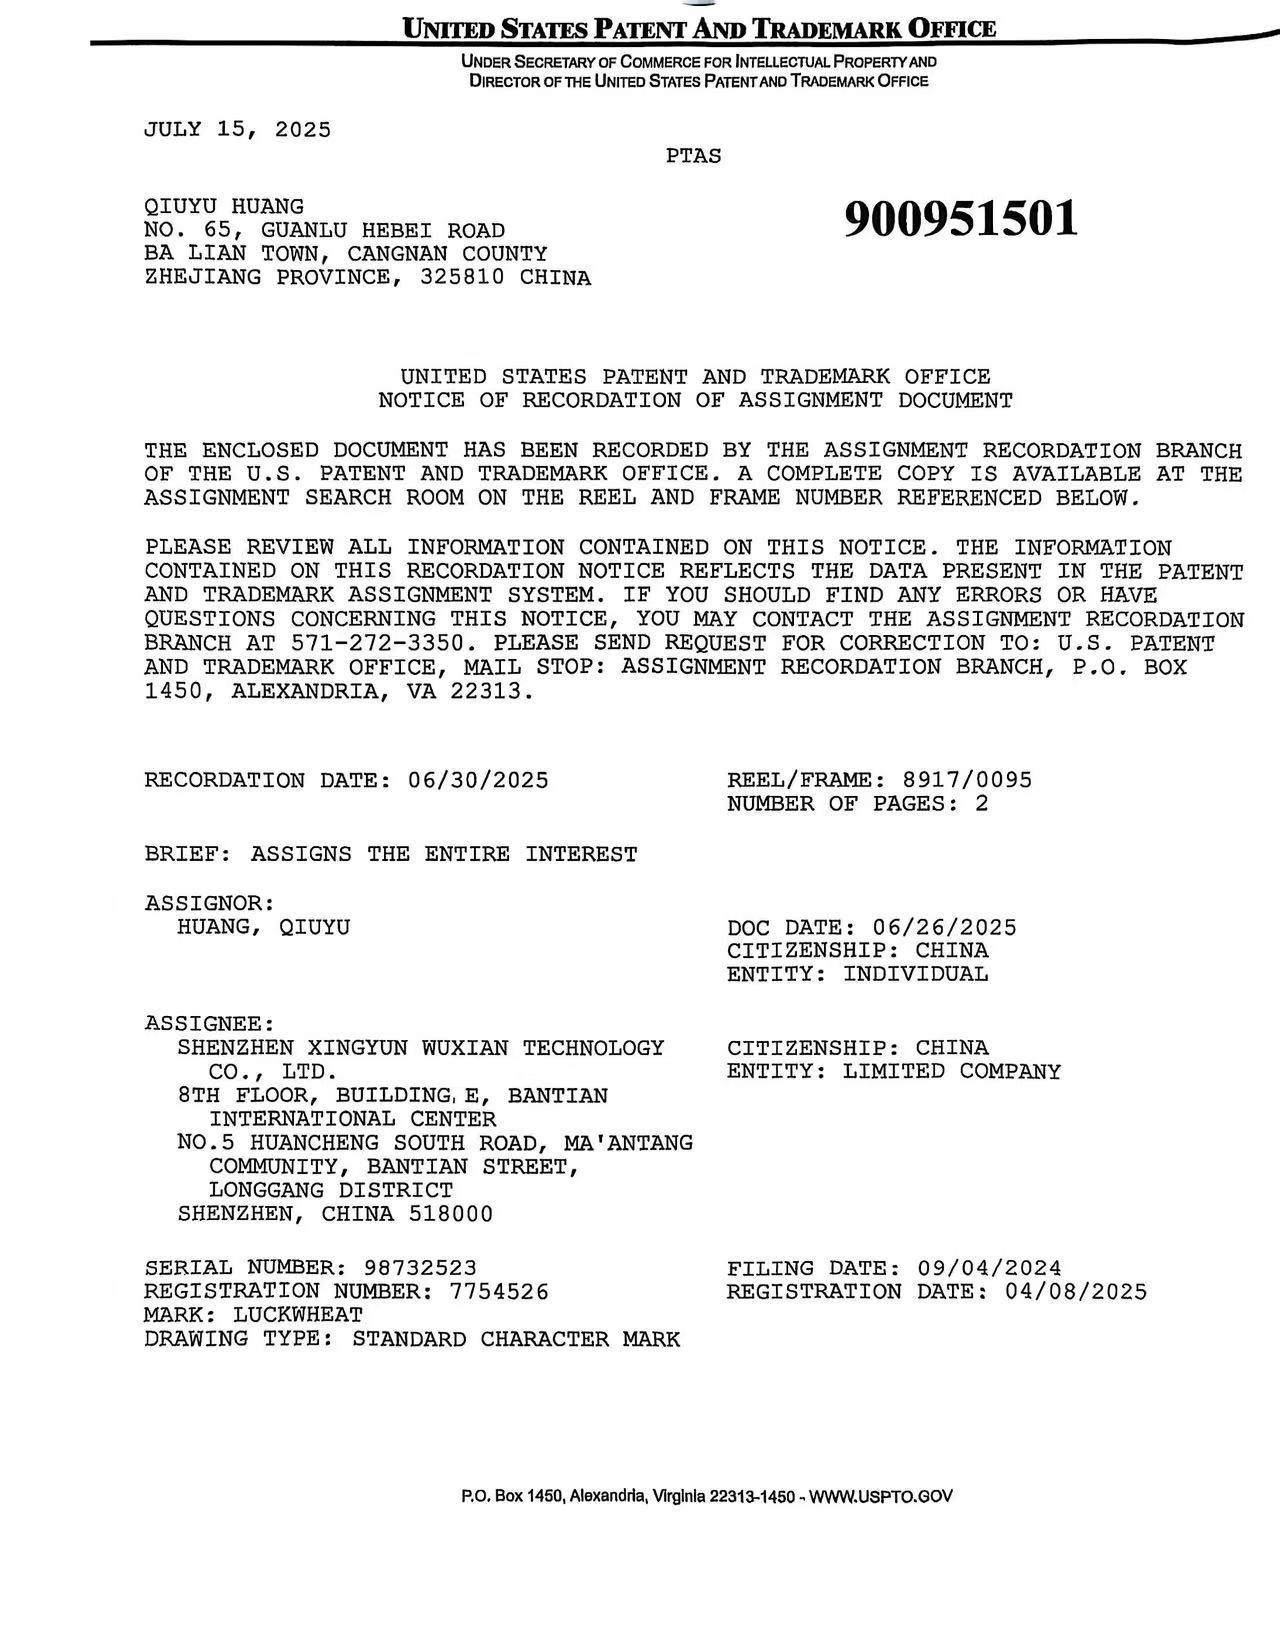 UNITED STATES PATENT AND TRADEMARK OFFICE
UNDER SECRETARY OF COMMERCE FOR INTELLECTUAL PROPERTY AND
DIRECTOR OF THE UNITED STATES PATENT AND TRADEMARK OFFICE
JULY 15, 2025
PTAS
QIUYU HUANG
NO. 65, GUANLU HEBEI ROAD
BA LIAN TOWN, CANGNAN COUNTY
ZHEJIANG PROVINCE, 325810 CHINA
900951501
UNITED STATES PATENT AND TRADEMARK OFFICE
NOTICE OF RECORDATION OF ASSIGNMENT DOCUMENT
THE ENCLOSED DOCUMENT HAS BEEN RECORDED BY THE ASSIGNMENT RECORDATION BRANCH
OF THE U.S. PATENT AND TRADEMARK OFFICE. A COMPLETE COPY IS AVAILABLE AT THE
ASSIGNMENT SEARCH ROOM ON THE REEL AND FRAME NUMBER REFERENCED BELOW.
PLEASE REVIEW ALL INFORMATION CONTAINED ON THIS NOTICE. THE INFORMATION
CONTAINED ON THIS RECORDATION NOTICE REFLECTS THE DATA PRESENT IN THE PATENT
AND TRADEMARK ASSIGNMENT SYSTEM. IF YOU SHOULD FIND ANY ERRORS OR HAVE
QUESTIONS CONCERNING THIS NOTICE, YOU MAY CONTACT THE ASSIGNMENT RECORDATION
BRANCH AT 571-272-3350. PLEASE SEND REQUEST FOR CORRECTION TO: U.S. PATENT
AND TRADEMARK OFFICE, MAIL STOP: ASSIGNMENT RECORDATION BRANCH, P.O. BOX
1450, ALEXANDRIA, VA 22313.
RECORDATION DATE: 06/30/2025
REEL/FRAME: 8917/0095
NUMBER OF PAGES: 2
BRIEF: ASSIGNS THE ENTIRE INTEREST
ASSIGNOR:
HUANG, QIUYU
DOC DATE: 06/26/2025
CITIZENSHIP: CHINA
ENTITY: INDIVIDUAL
ASSIGNEE:
SHENZHEN XINGYUN WUXIAN TECHNOLOGY
CO., LTD.
8TH FLOOR, BUILDING, E, BANTIAN
INTERNATIONAL CENTER
NO.5 HUANCHENG SOUTH ROAD, MA'ANTANG
COMMUNITY, BANTIAN STREET,
LONGGANG DISTRICT
SHENZHEN, CHINA 518000
CITIZENSHIP: CHINA
ENTITY: LIMITED COMPANY
SERIAL NUMBER: 98732523
REGISTRATION NUMBER: 7754526
MARK: LUCKWHEAT
DRAWING TYPE: STANDARD CHARACTER MARK
FILING DATE: 09/04/2024
REGISTRATION DATE: 04/08/2025
P.O. Box 1450, Alexandria, Virginia 22313-1450 - WWW.USPTO.GOV